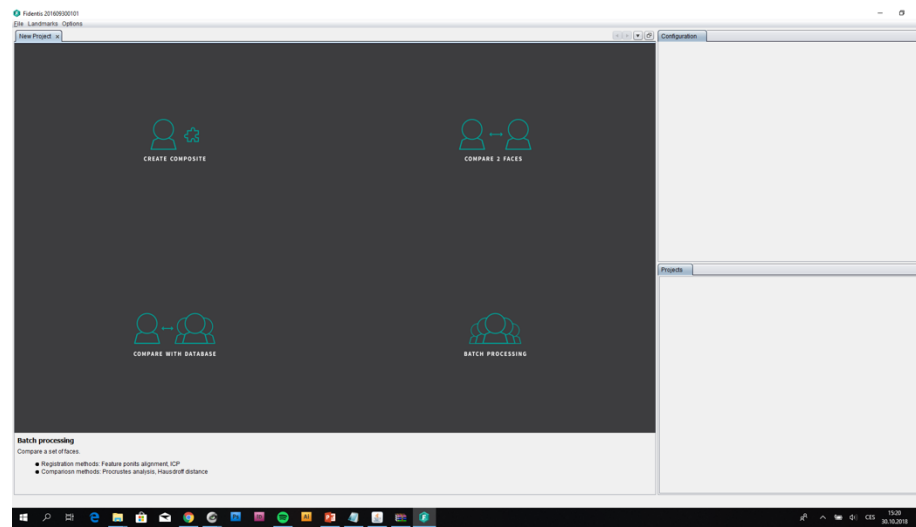 Fidentis 201609300101
File Landmarks Options
New Project
Configuration
CREATE COMPOSITE
COMPARE 2 FACES
Projects
COMPARE WITH DATABASE
BATCH PROCESSING
Batch processing
Compare a set of faces.
Registration methods: Feature ponits alignment, ICP
Comparison methods: Procrustes analysis, Hausdroff distance
CES
15:20
30.10.2018